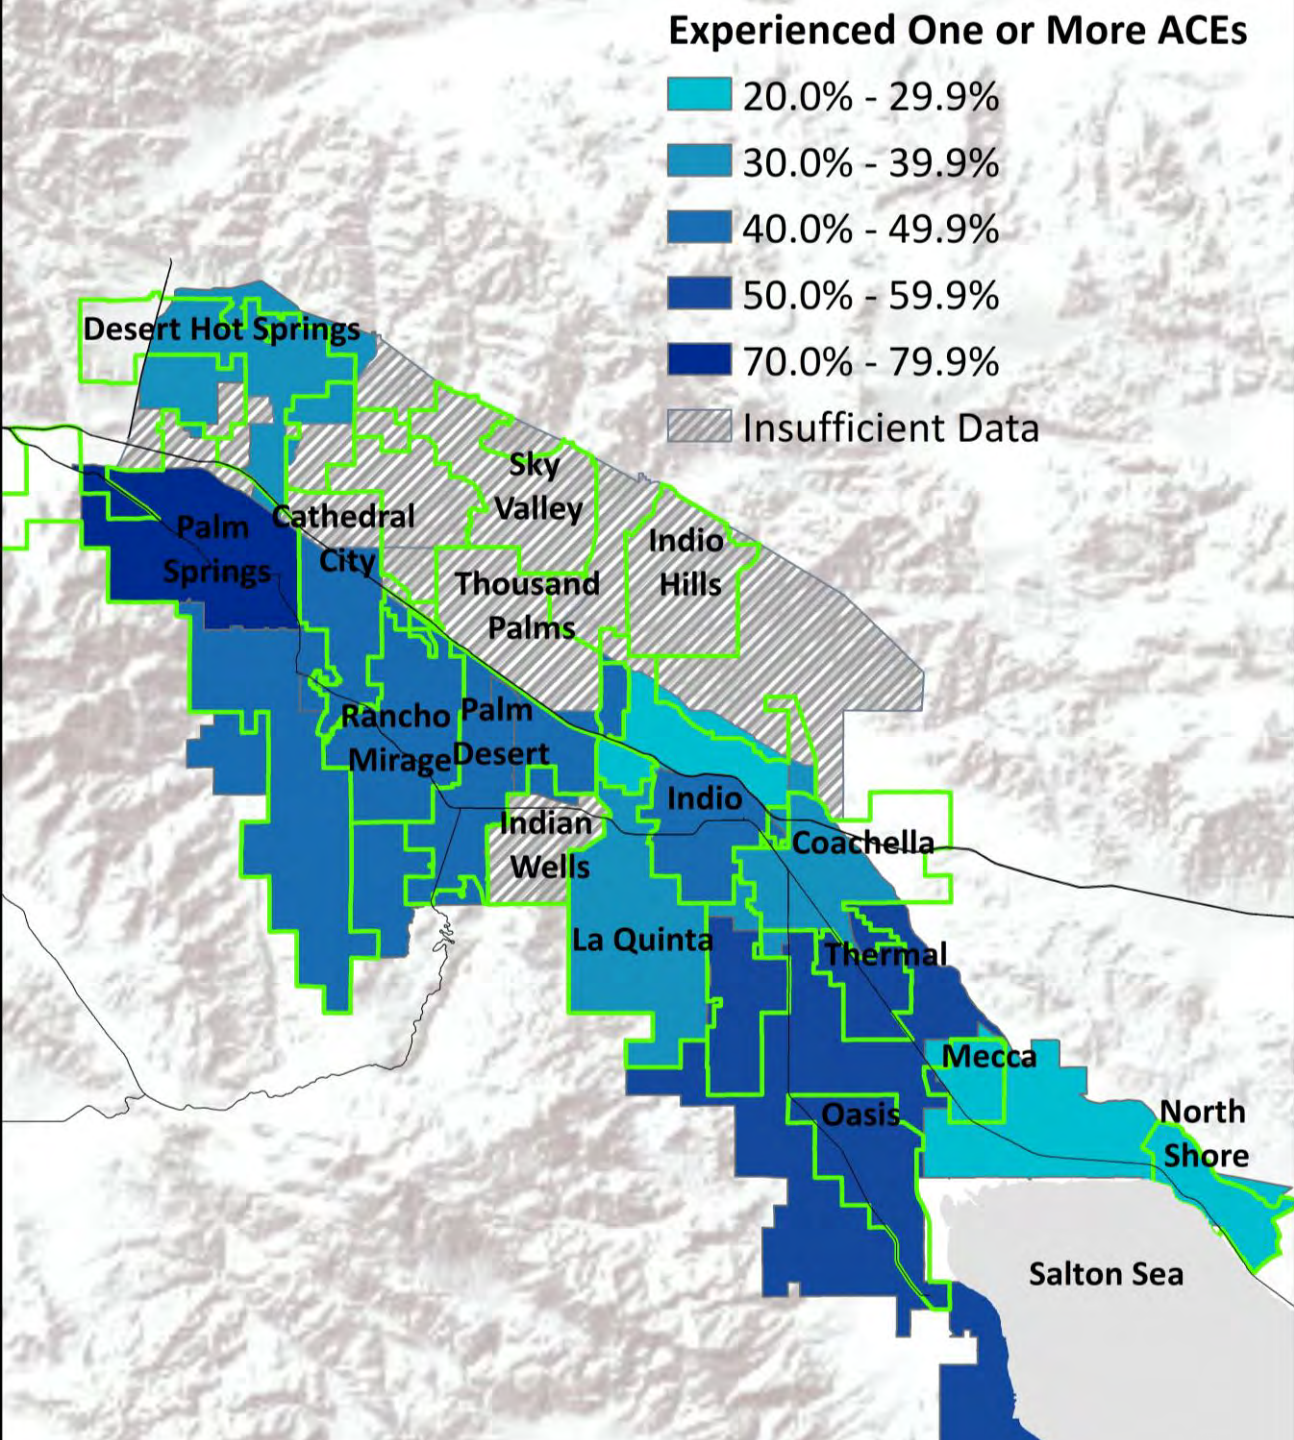 Experienced One or More ACEs
20.0% - 29.9%
30.0% - 39.9%
40.0% - 49.9%
50.0% - 59.9%
70.0% - 79.9%
Insufficient Data
Desert Hot Springs
Sky
Valley
Cathedral
City
Palm
Springs
Indio
Hills
Thousand
Palms
Rancho
Mirage
Palm
Desert
Indio
Indian
Wells
Coachella
La Quinta
Thermal
Mecca
Oasis
North
Shore
Salton Sea